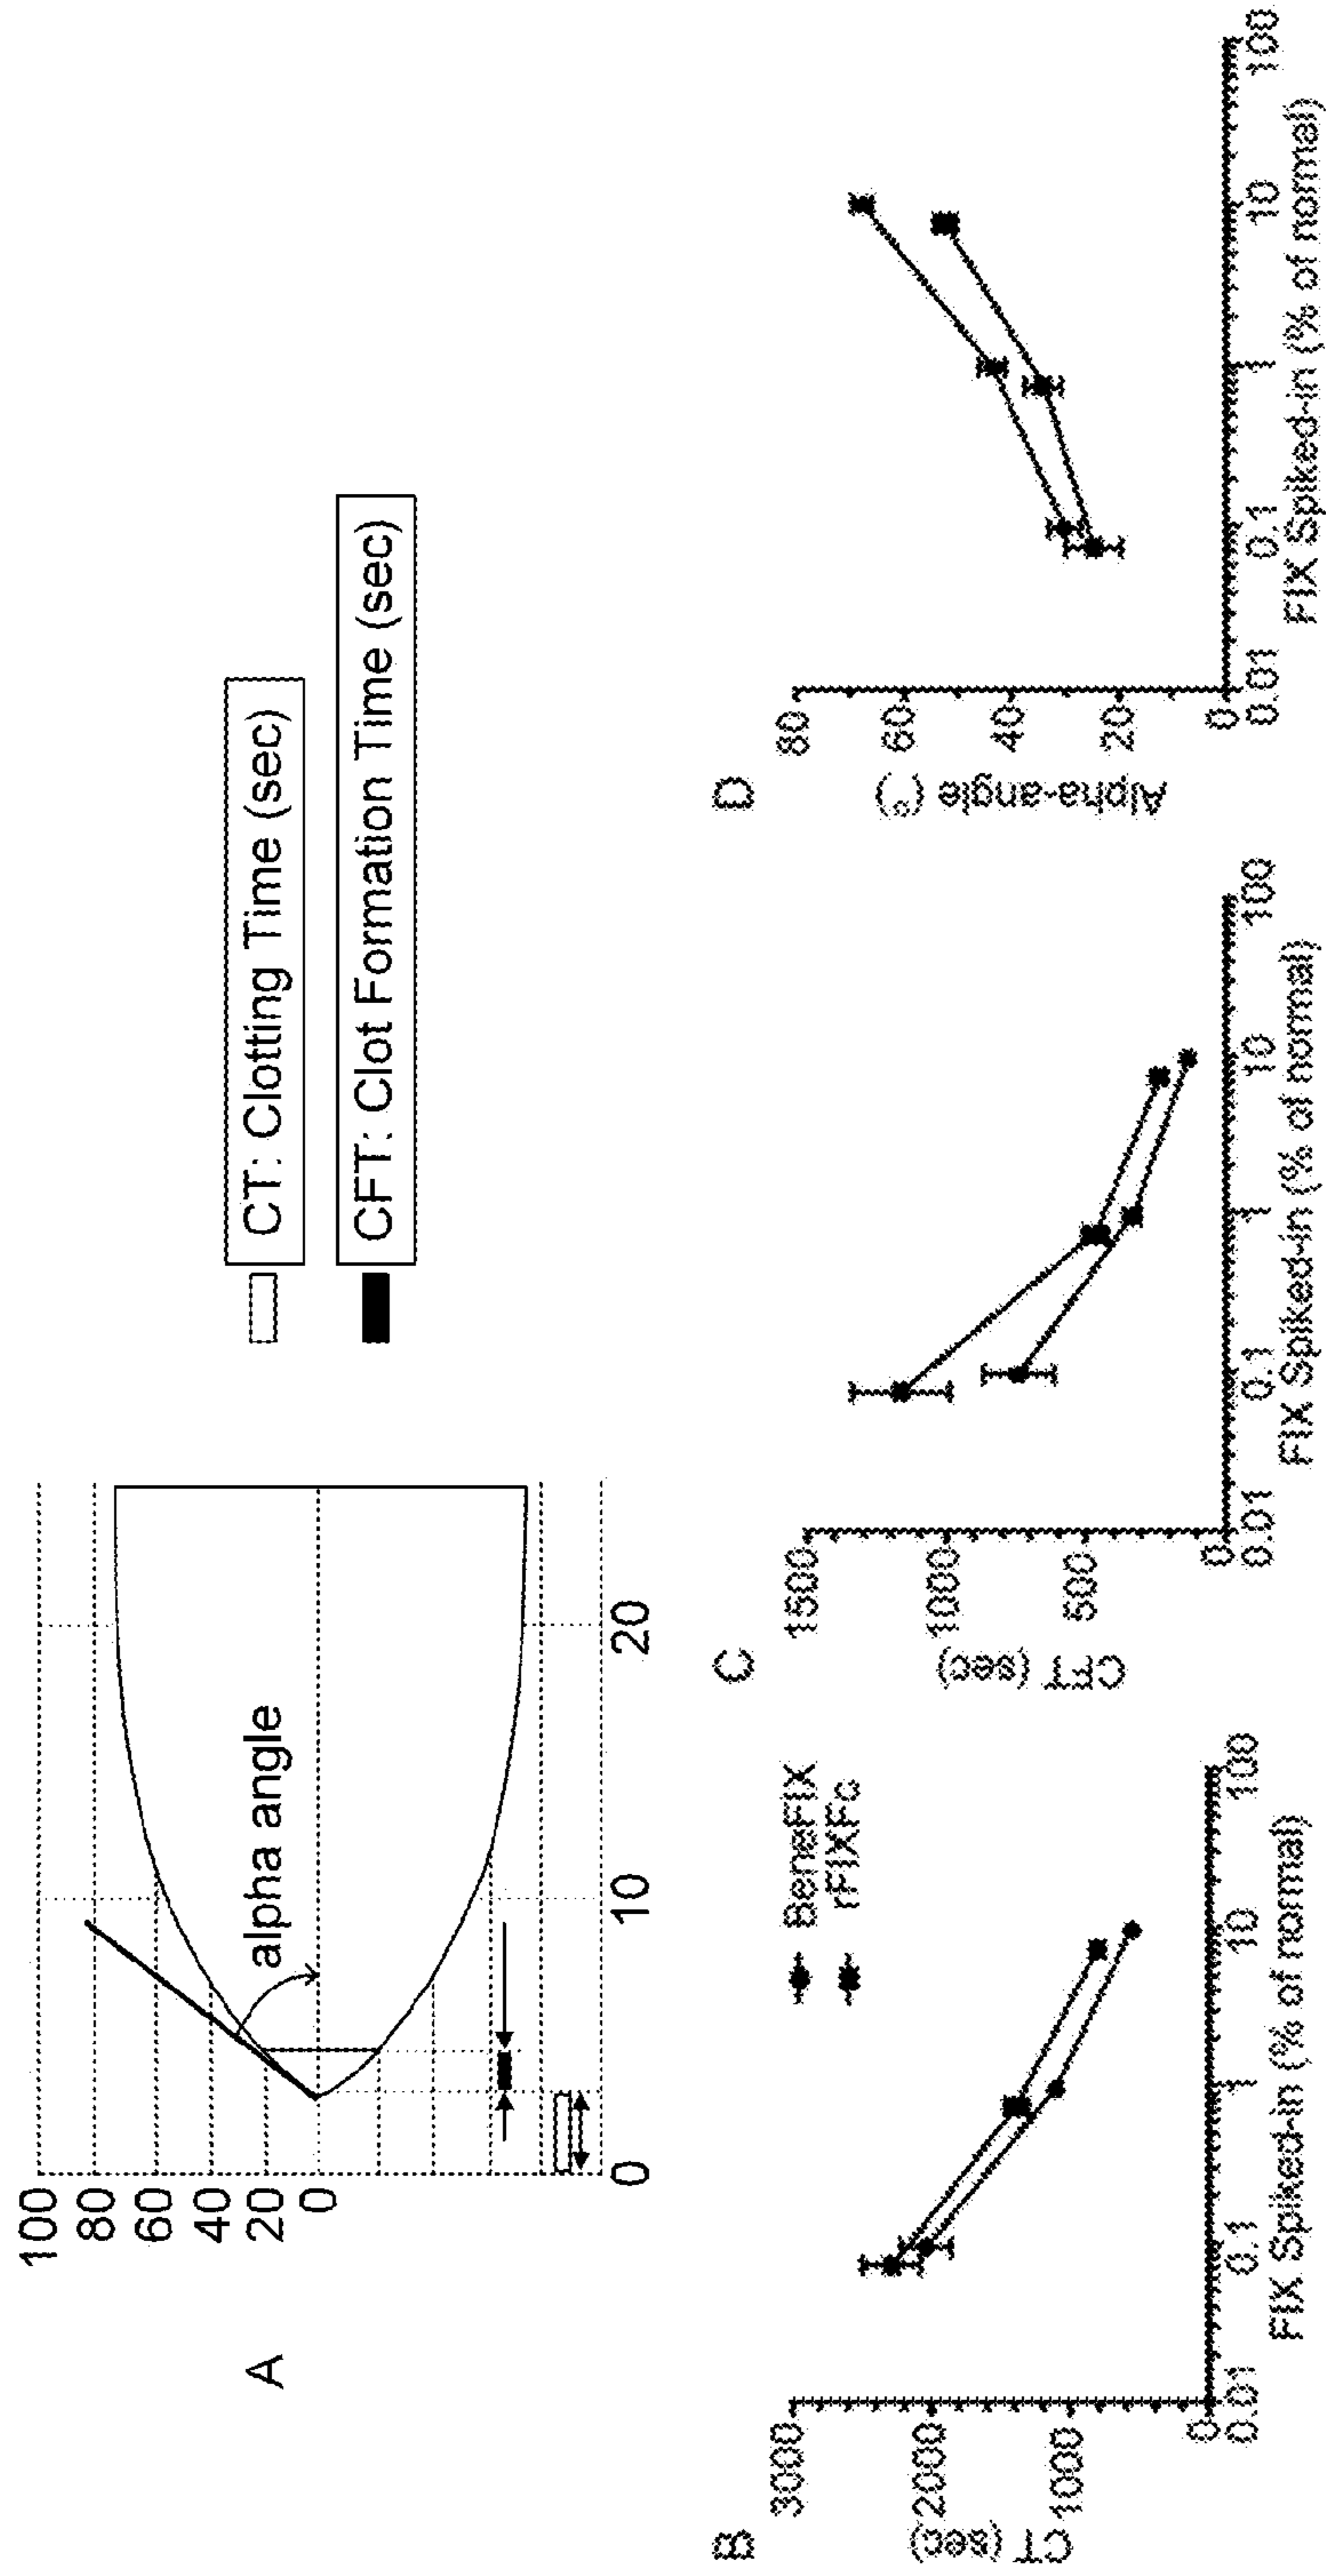 A
100
80
60
40
20
0
0
10
20
alpha angle
CT: Clotting Time (sec)
CFT: Clot Formation Time (sec)
B
CT (sec)
3000
2000
1000
0
0.01
0.1
1
10
100
FIX Spiked-in (% of normal)
BeneFIX
rFIXFc
C
CFT (sec)
1500
1000
500
0
0.01
0.1
1
10
100
FIX Spiked-in (% of normal)
D
Alpha-angle (°)
80
60
40
20
0
0.01
0.1
1
10
100
FIX Spiked-in (% of normal)